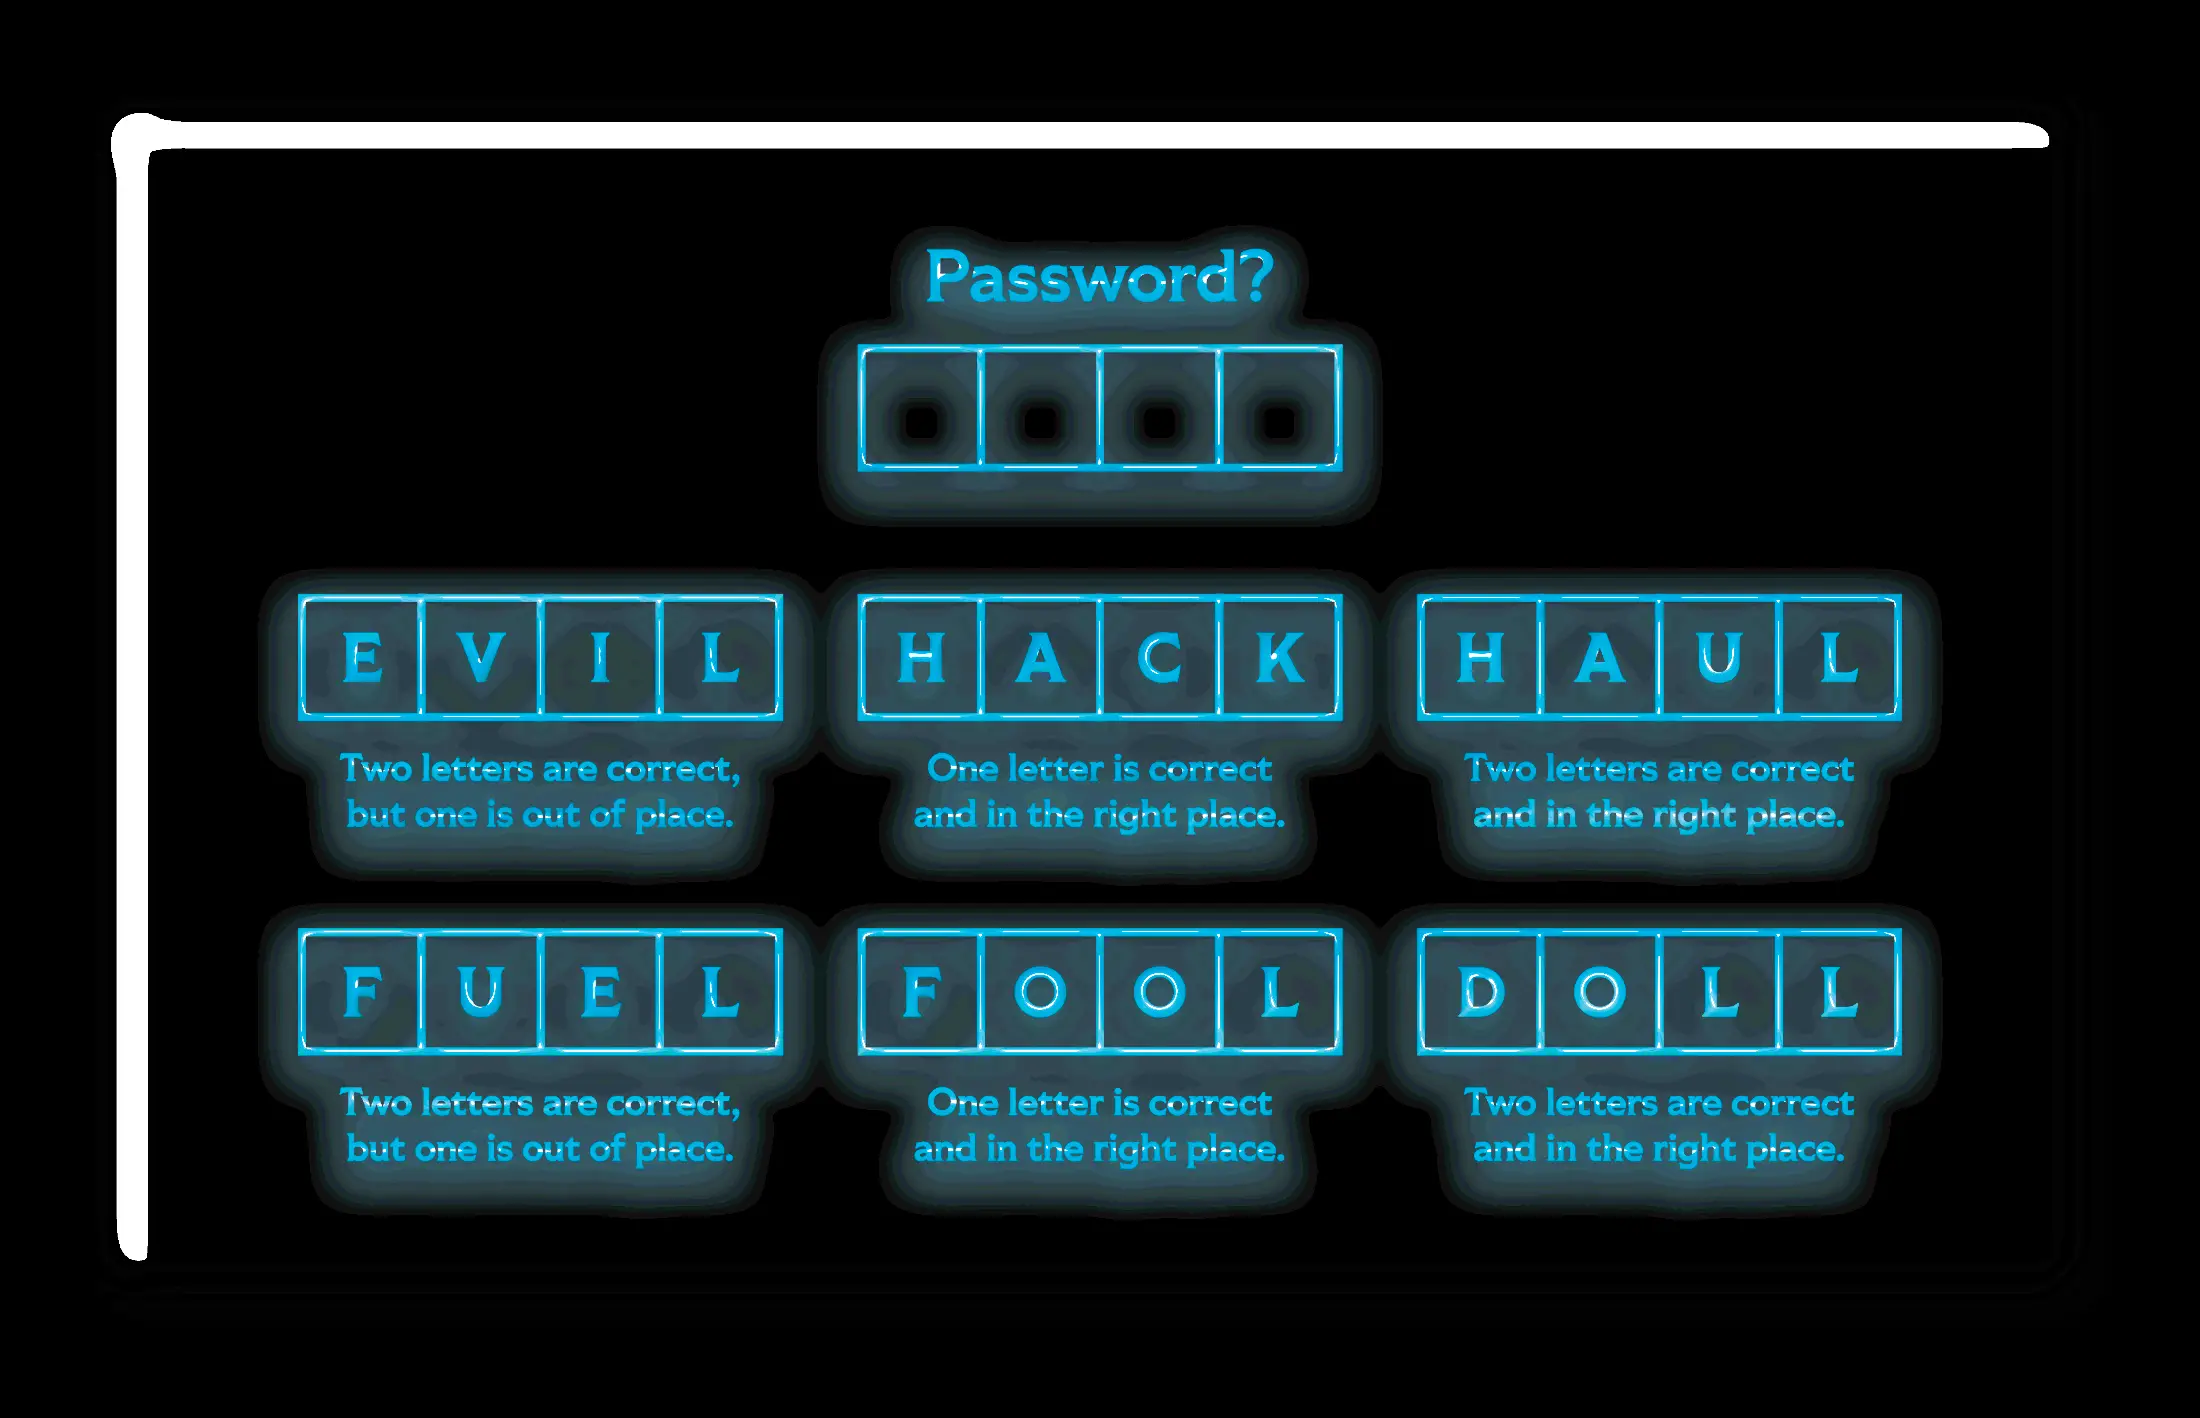 Password?
E V I L
Two letters are correct,
but one is out of place.
H A C K
One letter is correct
and in the right place.
H A U L
Two letters are correct
and in the right place.
F U E L
Two letters are correct,
but one is out of place.
F O O L
One letter is correct
and in the right place.
D O L L
Two letters are correct
and in the right place.